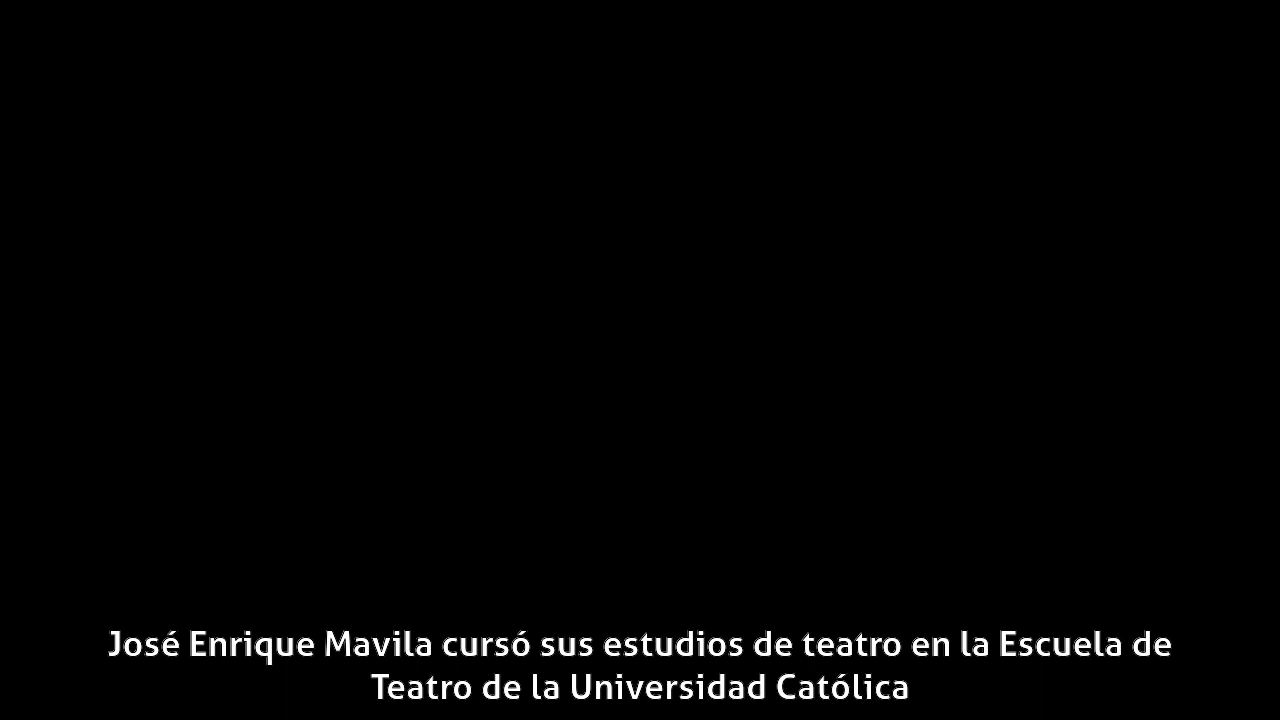 José Enrique Mavila cursó sus estudios de teatro en la Escuela de
Teatro de la Universidad Católica